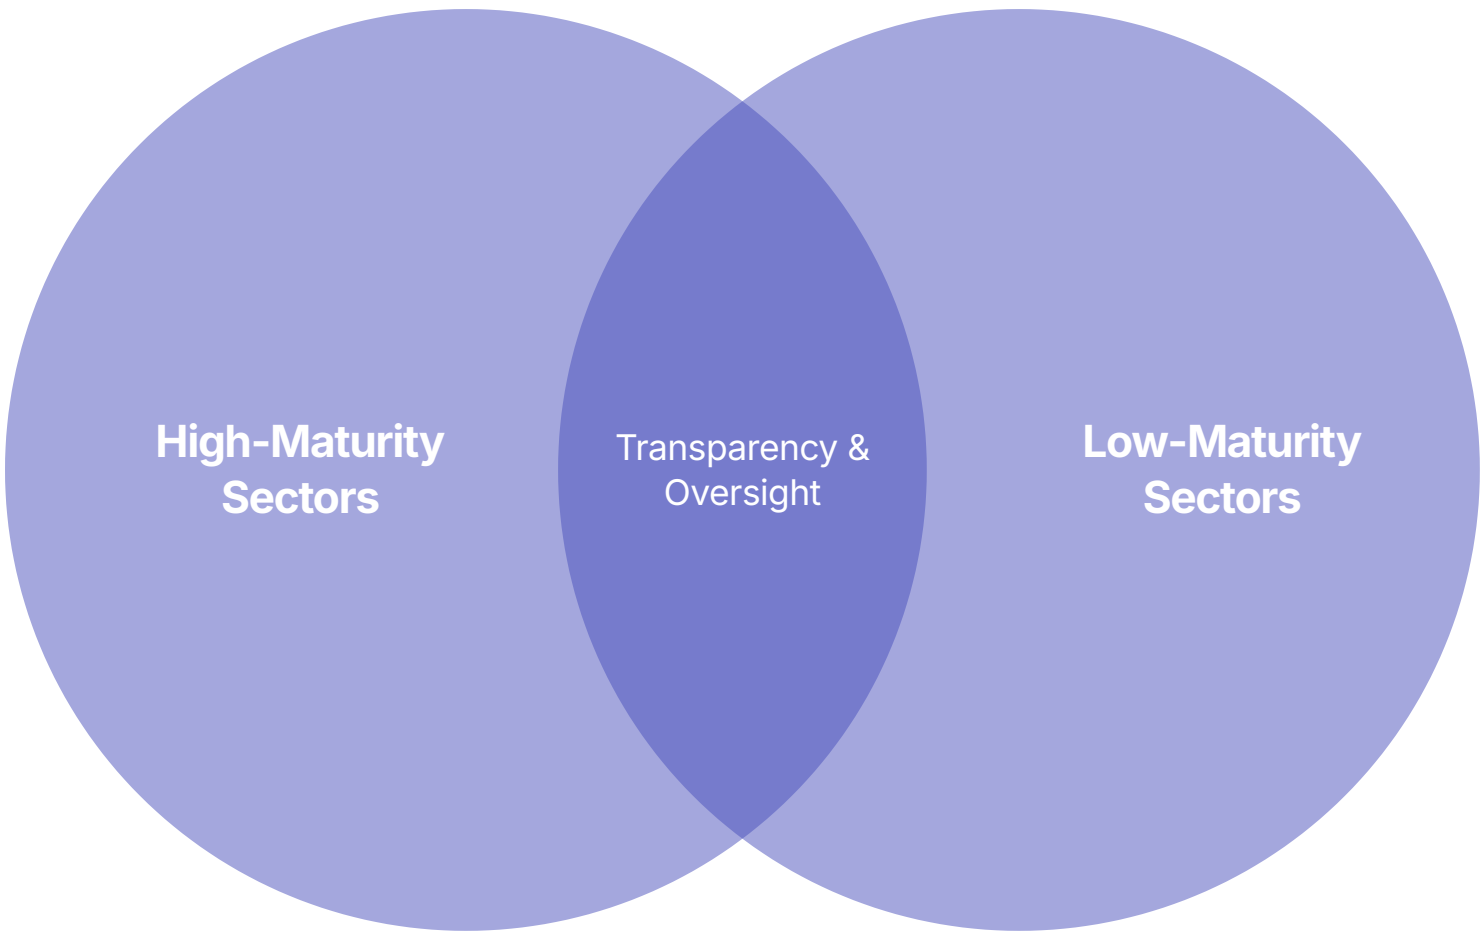 High-Maturity
Sectors
Transparency &
Oversight
Low-Maturity
Sectors